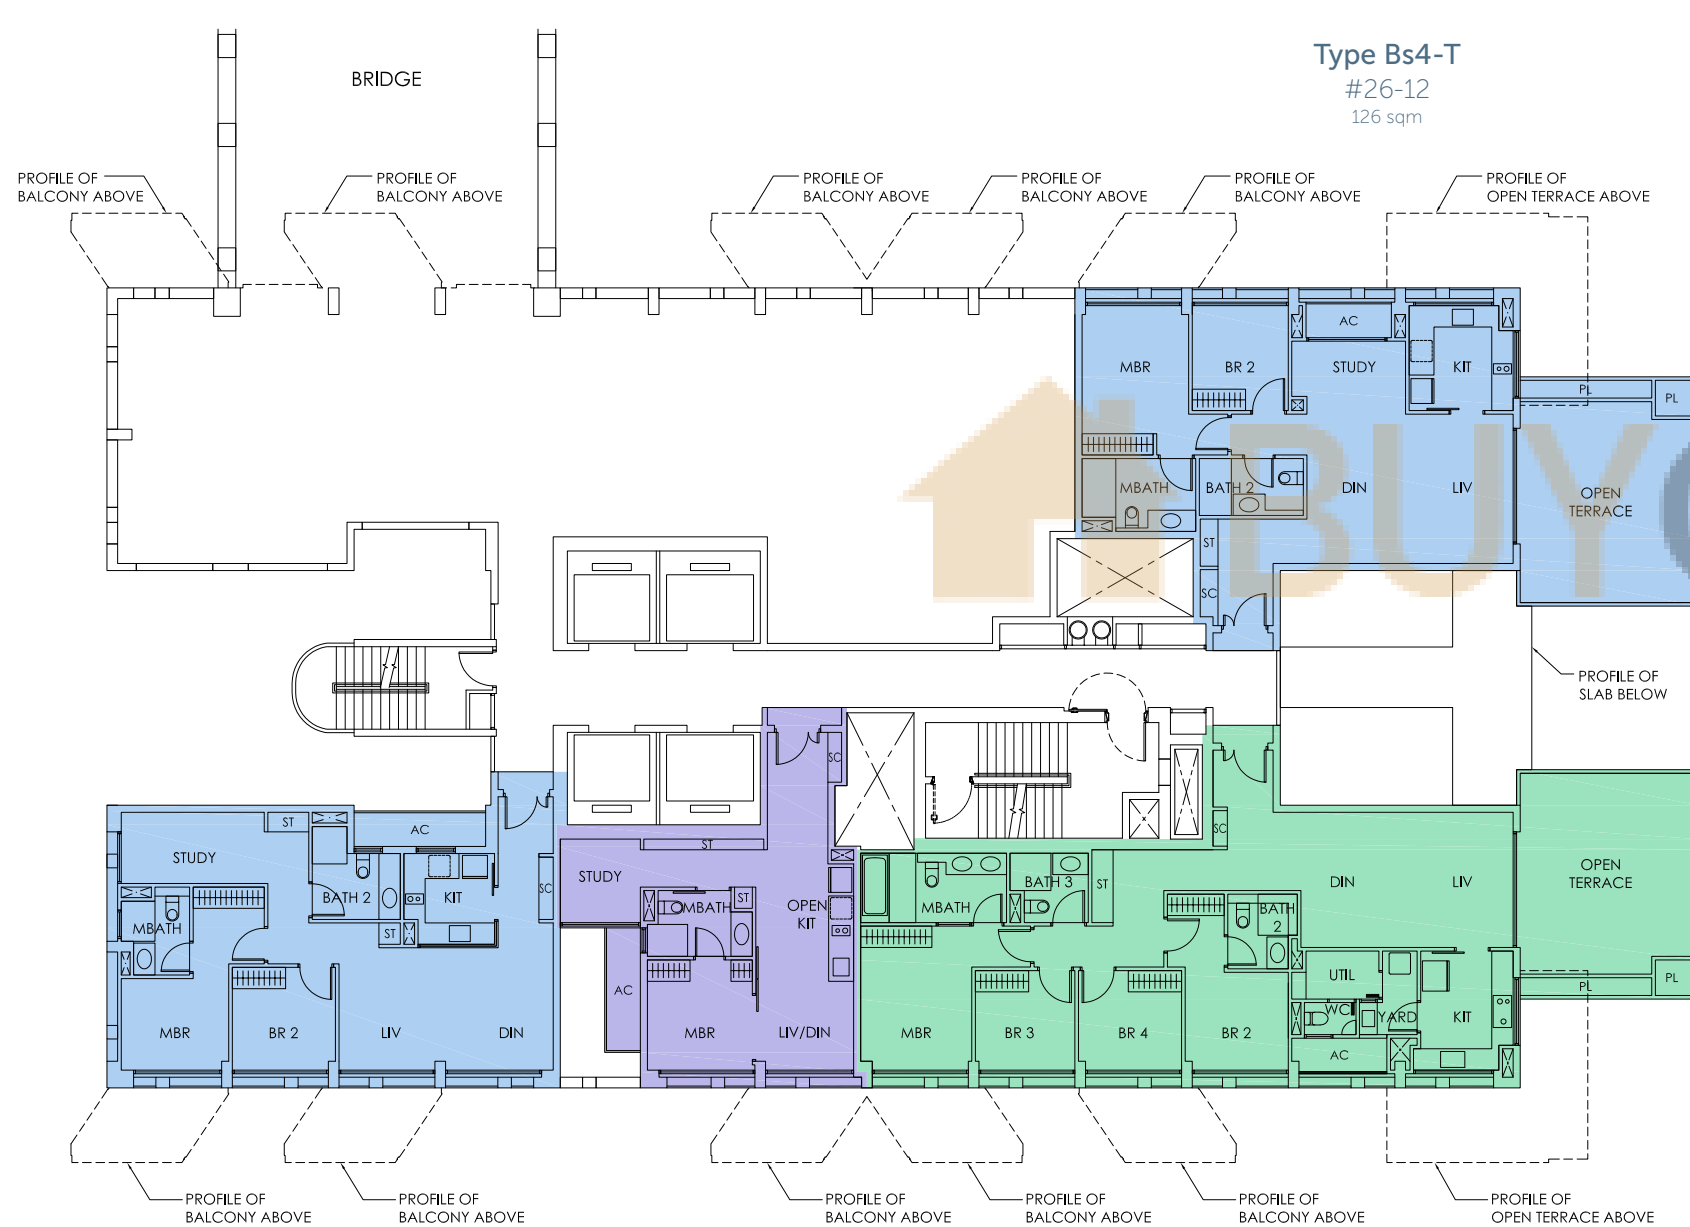 Type Bs4-T
#26-12
126 sqm
BRIDGE
PROFILE OF
BALCONY ABOVE
PROFILE OF
BALCONY ABOVE
PROFILE OF
BALCONY ABOVE
PROFILE OF
BALCONY ABOVE
PROFILE OF
BALCONY ABOVE
PROFILE OF
OPEN TERRACE ABOVE
AC
MBR
BR 2
STUDY
KIT
PL
PL
MBATH
BATH 2
DIN
LIV
OPEN
TERRACE
BUY
ST
SC
PROFILE OF
SLAB BELOW
SC
ST
AC
STUDY
BATH 2
KIT
SC
MBATH
ST
MBR
BR 2
LIV
DIN
ST
STUDY
MBATH
ST
OPEN
KIT
AC
MBR
LIV/DIN
SC
MBATH
BATH 3
ST
BATH
2
DIN
LIV
OPEN
TERRACE
UTIL
WC
YARD
KIT
PL
PL
MBR
BR 3
BR 4
BR 2
AC
PROFILE OF
BALCONY ABOVE
PROFILE OF
BALCONY ABOVE
PROFILE OF
BALCONY ABOVE
PROFILE OF
BALCONY ABOVE
PROFILE OF
BALCONY ABOVE
PROFILE OF
OPEN TERRACE ABOVE